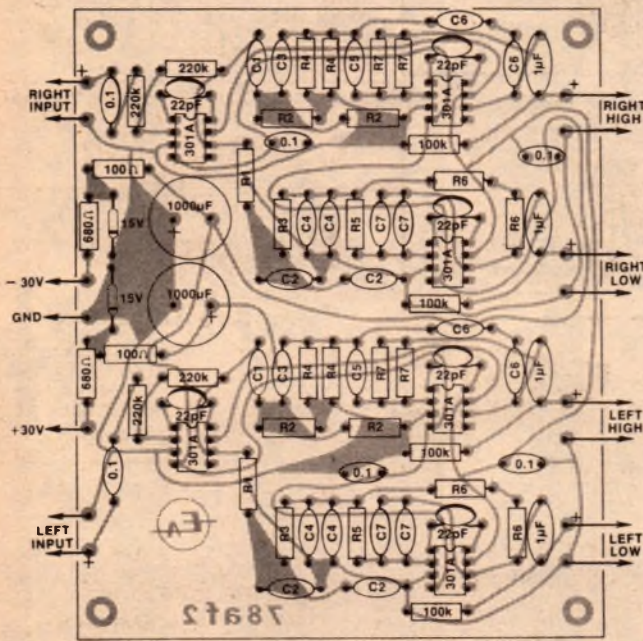 C6
220k
C1 C3 R4 R4 C5 R7 R7
22pF
C6
1µF
+
RIGHT INPUT
0.1
220k
22pF
301A
301A
+
RIGHT HIGH
R2
R2
0.1
100k
0.1
100Ω
R1
R6
680Ω
15V
1000µF
+
R3 C4 C4 R5 C7 C7
22pF
301A
R6
1µF
+
RIGHT LOW
− 30V
C2
C2
100k
GND
15V
1000µF
+
C6
100Ω
680Ω
220k
C1 C3 R4 R4 C5 R7 R7
22pF
301A
C6
1µF
+
LEFT HIGH
+30V
220k
22pF
301A
R2
R2
100k
0.1
R1
0.1
0.1
R6
LEFT INPUT
+
EA
R3 C4 C4 R5 C7 C7
22pF
301A
R6
1µF
+
LEFT LOW
C2
C2
100k
78af2